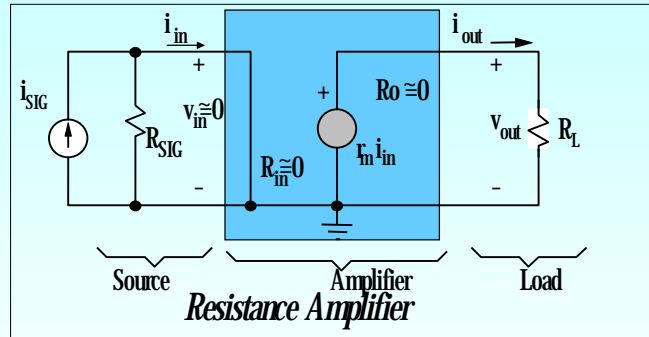 i_in
i_out
+
+
+
i_SIG
R_SIG
v_in≅0
Ro≅0
v_out
R_L
R_in≅0
r_m i_in
−
−
Source
Amplifier
Load
Resistance Amplifier